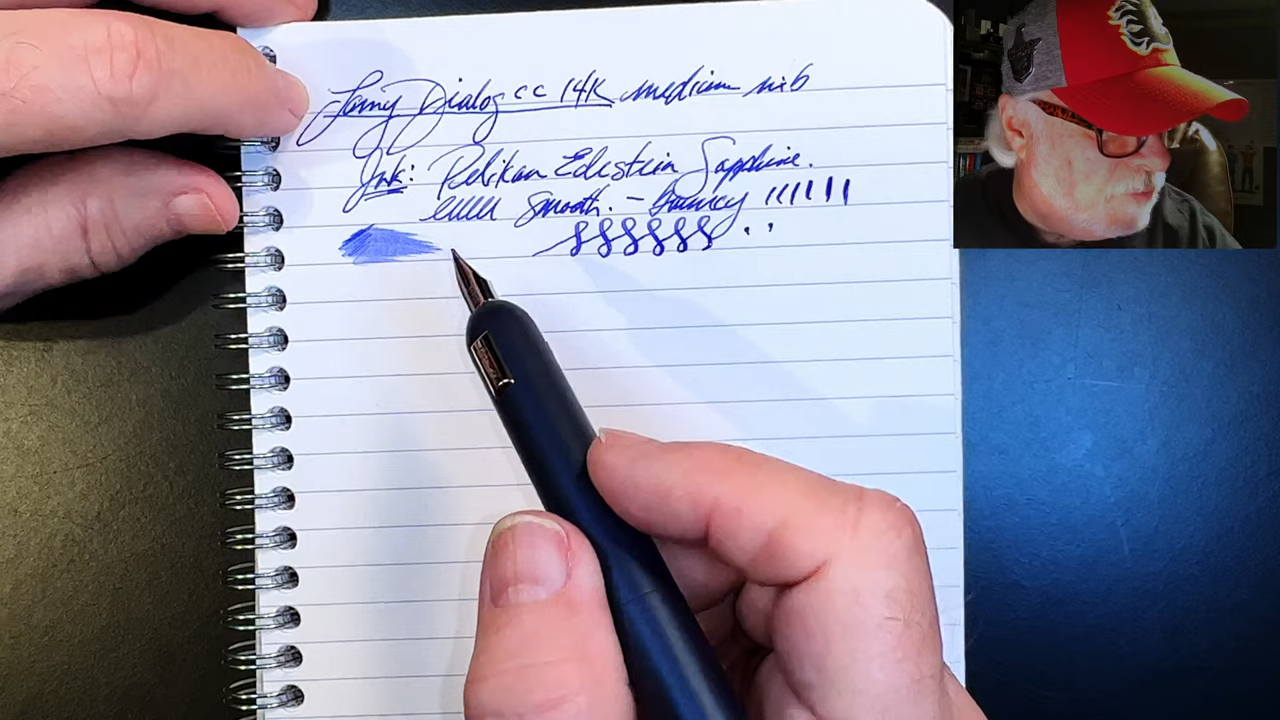 Lamy Dialog cc 14K medium nib
Ink: Pelikan Edelstein Sapphire.
Smooth. - Bouncy